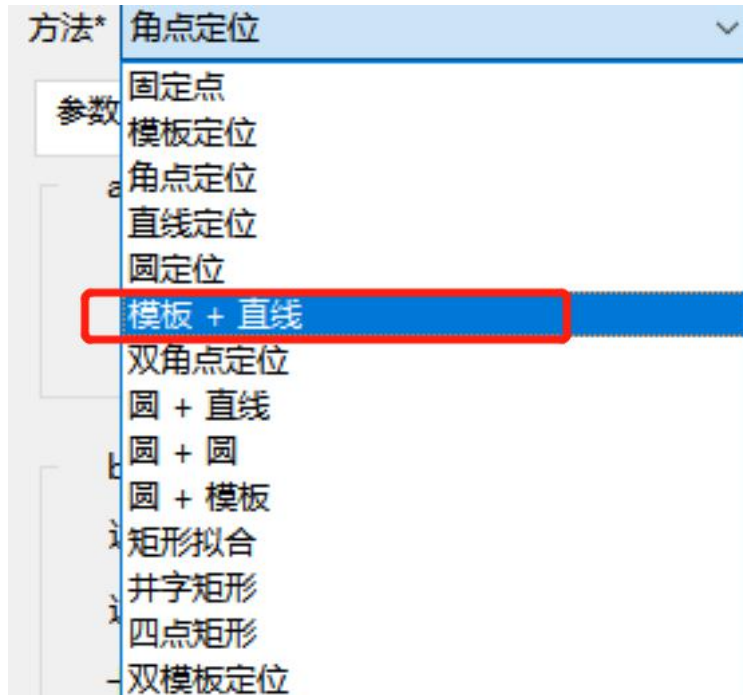 方法* 角点定位
参数
固定点
模板定位
角点定位
直线定位
圆定位
模板 + 直线
双角点定位
圆 + 直线
圆 + 圆
圆 + 模板
矩形拟合
井字矩形
四点矩形
双模板定位